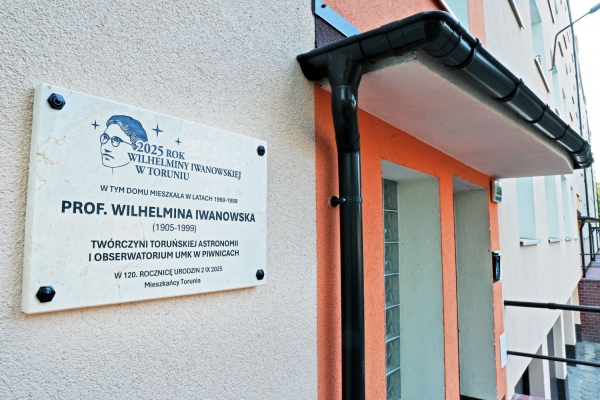 2025 ROK
WILHELMINY IWANOWSKIEJ
W TORUNIU
W TYM DOMU MIESZKAŁA W LATACH 1960-1999
PROF. WILHELMINA IWANOWSKA
(1905-1999)
TWÓRCZYNI TORUŃSKIEJ ASTRONOMII
I OBSERWATORIUM UMK W PIWNICACH
W 120. ROCZNICĘ URODZIN 2 IX 2025
Mieszkańcy Torunia